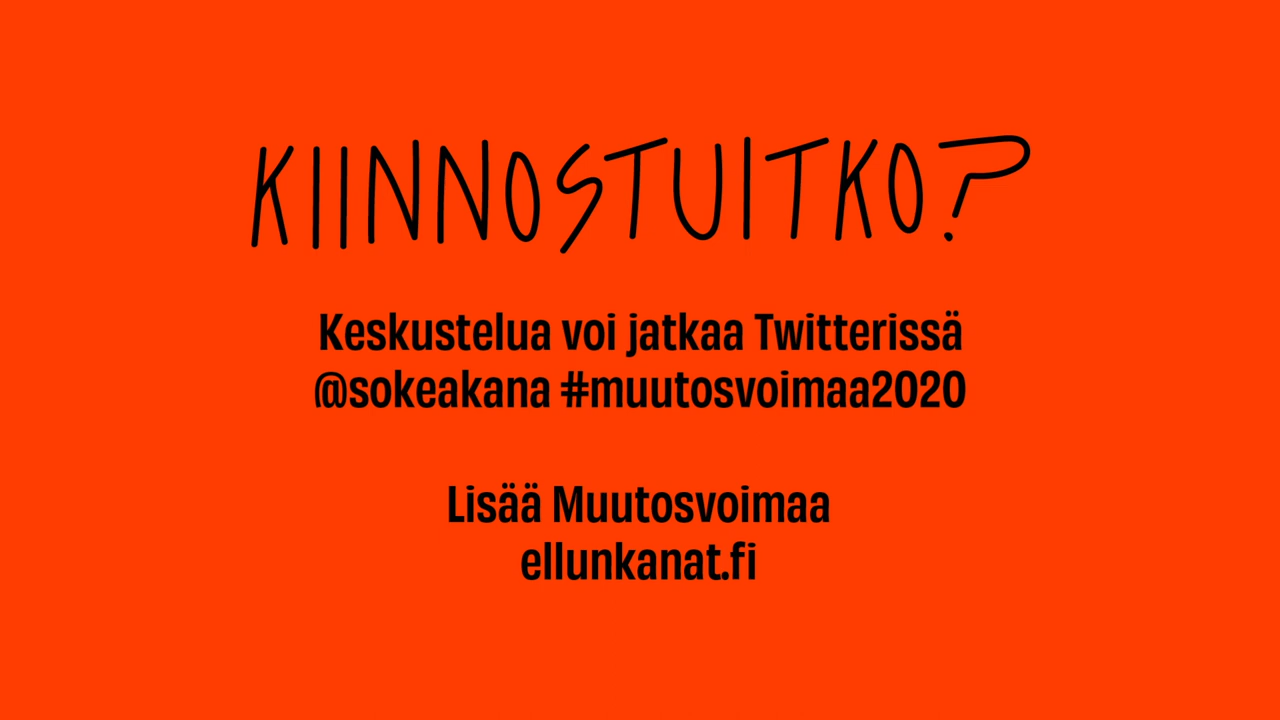 KIINNOSTUITKO?
Keskustelua voi jatkaa Twitterissä
@sokeakana #muutosvoimaa2020
Lisää Muutosvoimaa
ellunkanat.fi